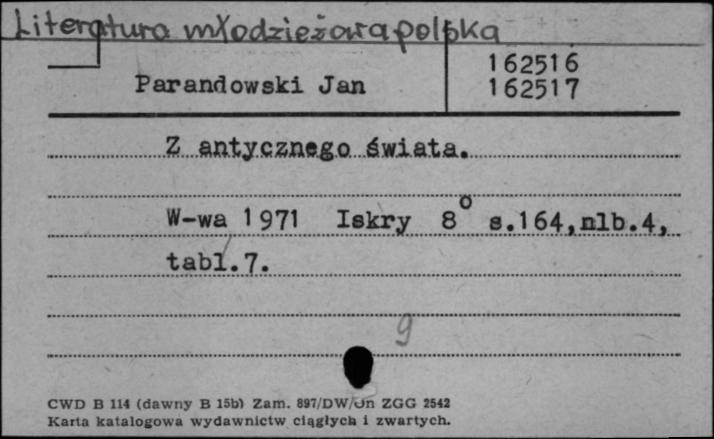 Literatura młodzieżowa polska
162516
Parandowski Jan 162517
Z antycznego świata.
W-wa 1971 Iskry 8° s.164,nlb.4,
tabl.7.
9
CWD B 114 (dawny B 15b) Zam. 897/DW/Un ZGG 2542
Karta katalogowa wydawnictw ciągłych i zwartych.